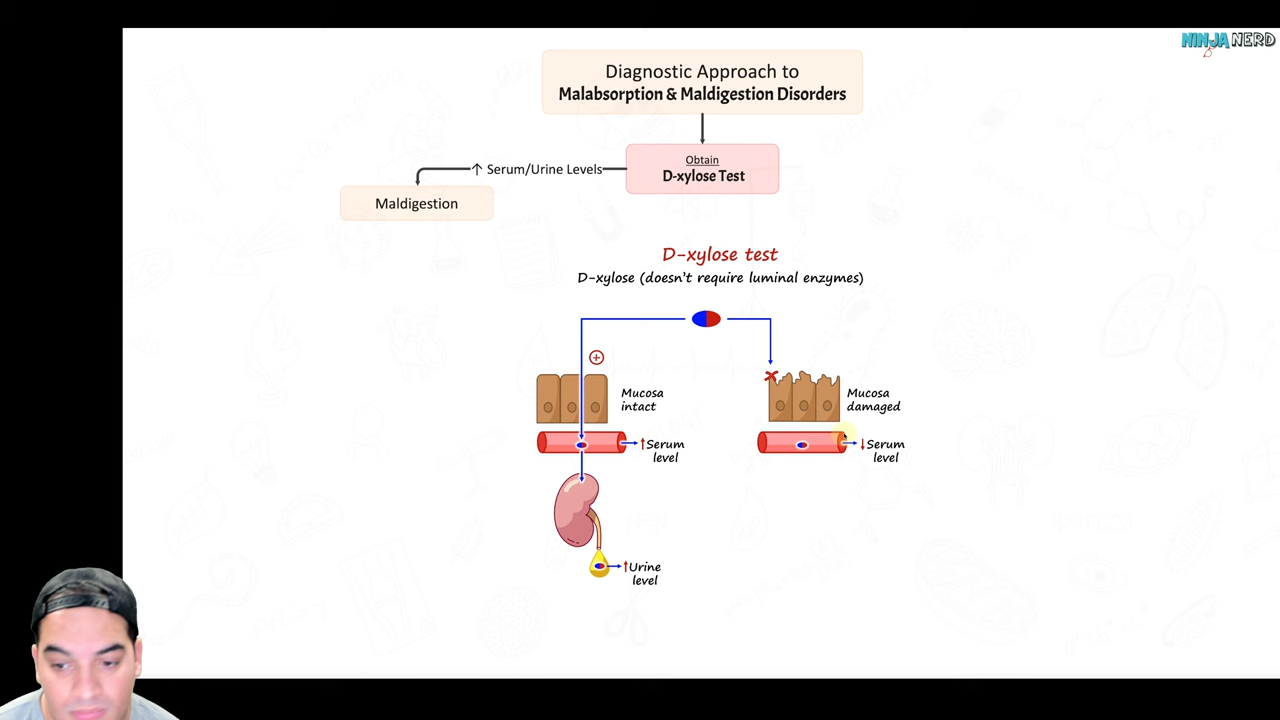 NINJA NERD
Diagnostic Approach to
Malabsorption & Maldigestion Disorders
Obtain
D-xylose Test
↑ Serum/Urine Levels
Maldigestion
D-xylose test
D-xylose (doesn't require luminal enzymes)
+
Mucosa
intact
Mucosa
damaged
↑Serum
level
↓Serum
level
↑Urine
level